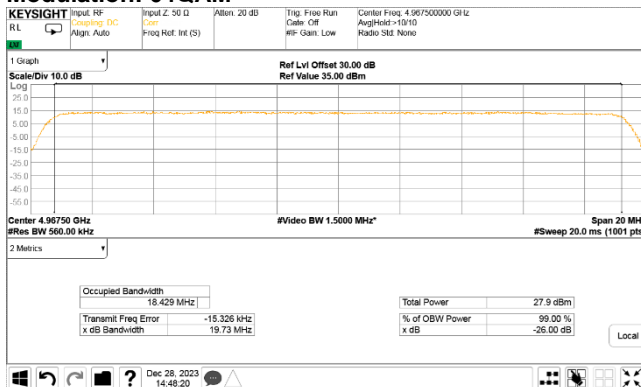 KEYSIGHT Input: RF Input Z: 50 Ω Atten: 20 dB Trig: Free Run Center Freq: 4.967500000 GHz
RL Coupling: DC Corr Gate: Off Avg|Hold:>10/10
Align: Auto Freq Ref: Int (S) #IF Gain: Low Radio Std: None
1 Graph
Ref Lvl Offset 30.00 dB
Scale/Div 10.0 dB Ref Value 35.00 dBm
Log
25.0
15.0
5.00
-5.00
-15.0
-25.0
-35.0
-45.0
-55.0
Center 4.96750 GHz #Video BW 1.5000 MHz* Span 20 MH
#Res BW 560.00 kHz #Sweep 20.0 ms (1001 pts
2 Metrics
Occupied Bandwidth
18.429 MHz Total Power 27.9 dBm
Transmit Freq Error -15.326 kHz % of OBW Power 99.00 %
x dB Bandwidth 19.73 MHz x dB -26.00 dB
Local
? Dec 28, 2023
14:48:20